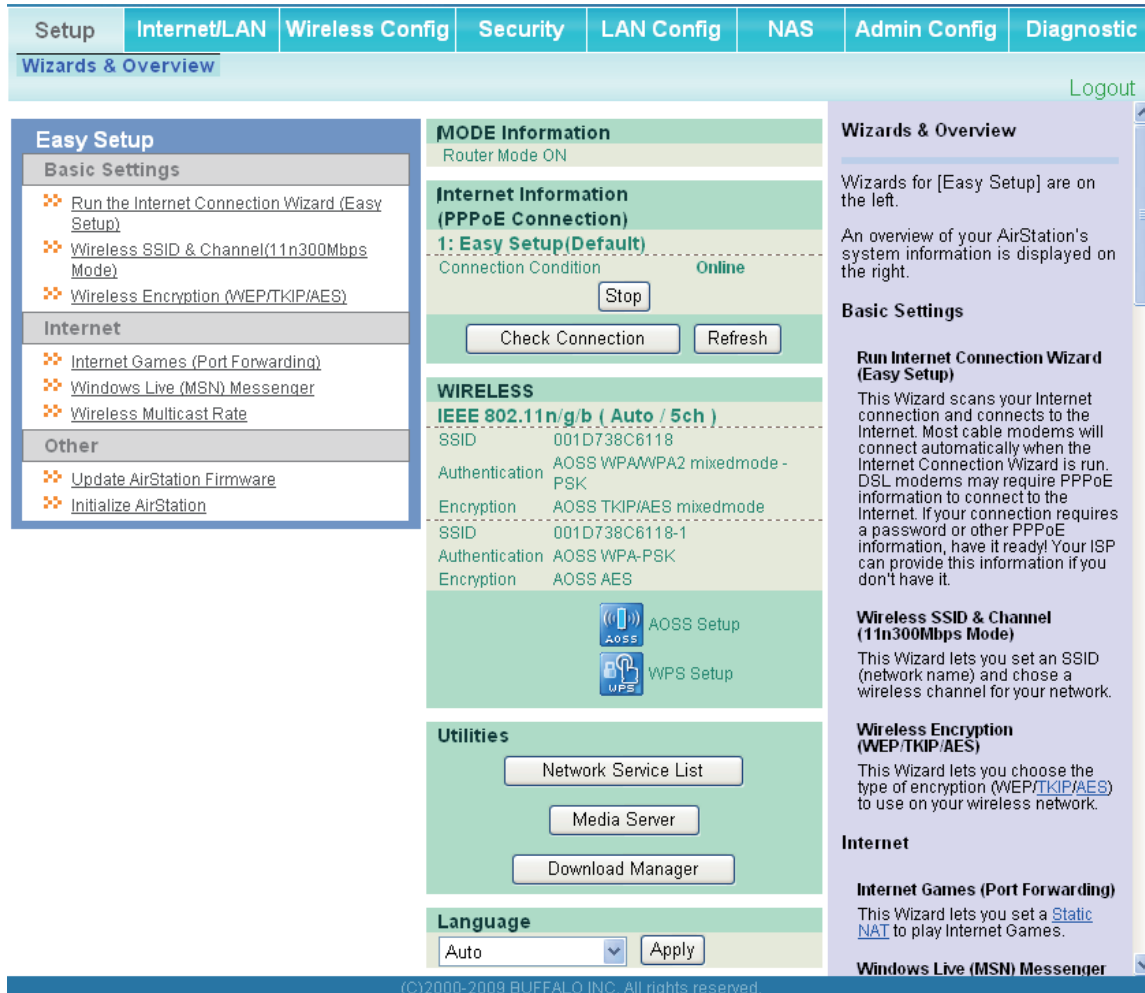 Setup
Internet/LAN
Wireless Config
Security
LAN Config
NAS
Admin Config
Diagnostic
Wizards & Overview
Logout
Easy Setup
Basic Settings
Run the Internet Connection Wizard (Easy
Setup)
Wireless SSID & Channel(11n300Mbps
Mode)
Wireless Encryption (WEP/TKIP/AES)
Internet
Internet Games (Port Forwarding)
Windows Live (MSN) Messenger
Wireless Multicast Rate
Other
Update AirStation Firmware
Initialize AirStation
MODE Information
Router Mode ON
Internet Information
(PPPoE Connection)
1: Easy Setup(Default)
Connection Condition Online
Stop
Check Connection Refresh
WIRELESS
IEEE 802.11n/g/b ( Auto / 5ch )
SSID 001D738C6118
Authentication AOSS WPA/WPA2 mixedmode -
PSK
Encryption AOSS TKIP/AES mixedmode
SSID 001D738C6118-1
Authentication AOSS WPA-PSK
Encryption AOSS AES
AOSS AOSS Setup
WPS WPS Setup
Utilities
Network Service List
Media Server
Download Manager
Language
Auto Apply
Wizards & Overview
Wizards for [Easy Setup] are on
the left.
An overview of your AirStation's
system information is displayed on
the right.
Basic Settings
Run Internet Connection Wizard
(Easy Setup)
This Wizard scans your Internet
connection and connects to the
Internet. Most cable modems will
connect automatically when the
Internet Connection Wizard is run.
DSL modems may require PPPoE
information to connect to the
Internet. If your connection requires
a password or other PPPoE
information, have it ready! Your ISP
can provide this information if you
don't have it.
Wireless SSID & Channel
(11n300Mbps Mode)
This Wizard lets you set an SSID
(network name) and chose a
wireless channel for your network.
Wireless Encryption
(WEP/TKIP/AES)
This Wizard lets you choose the
type of encryption (WEP/TKIP/AES)
to use on your wireless network.
Internet
Internet Games (Port Forwarding)
This Wizard lets you set a Static
NAT to play Internet Games.
Windows Live (MSN) Messenger
(C)2000-2009 BUFFALO INC. All rights reserved